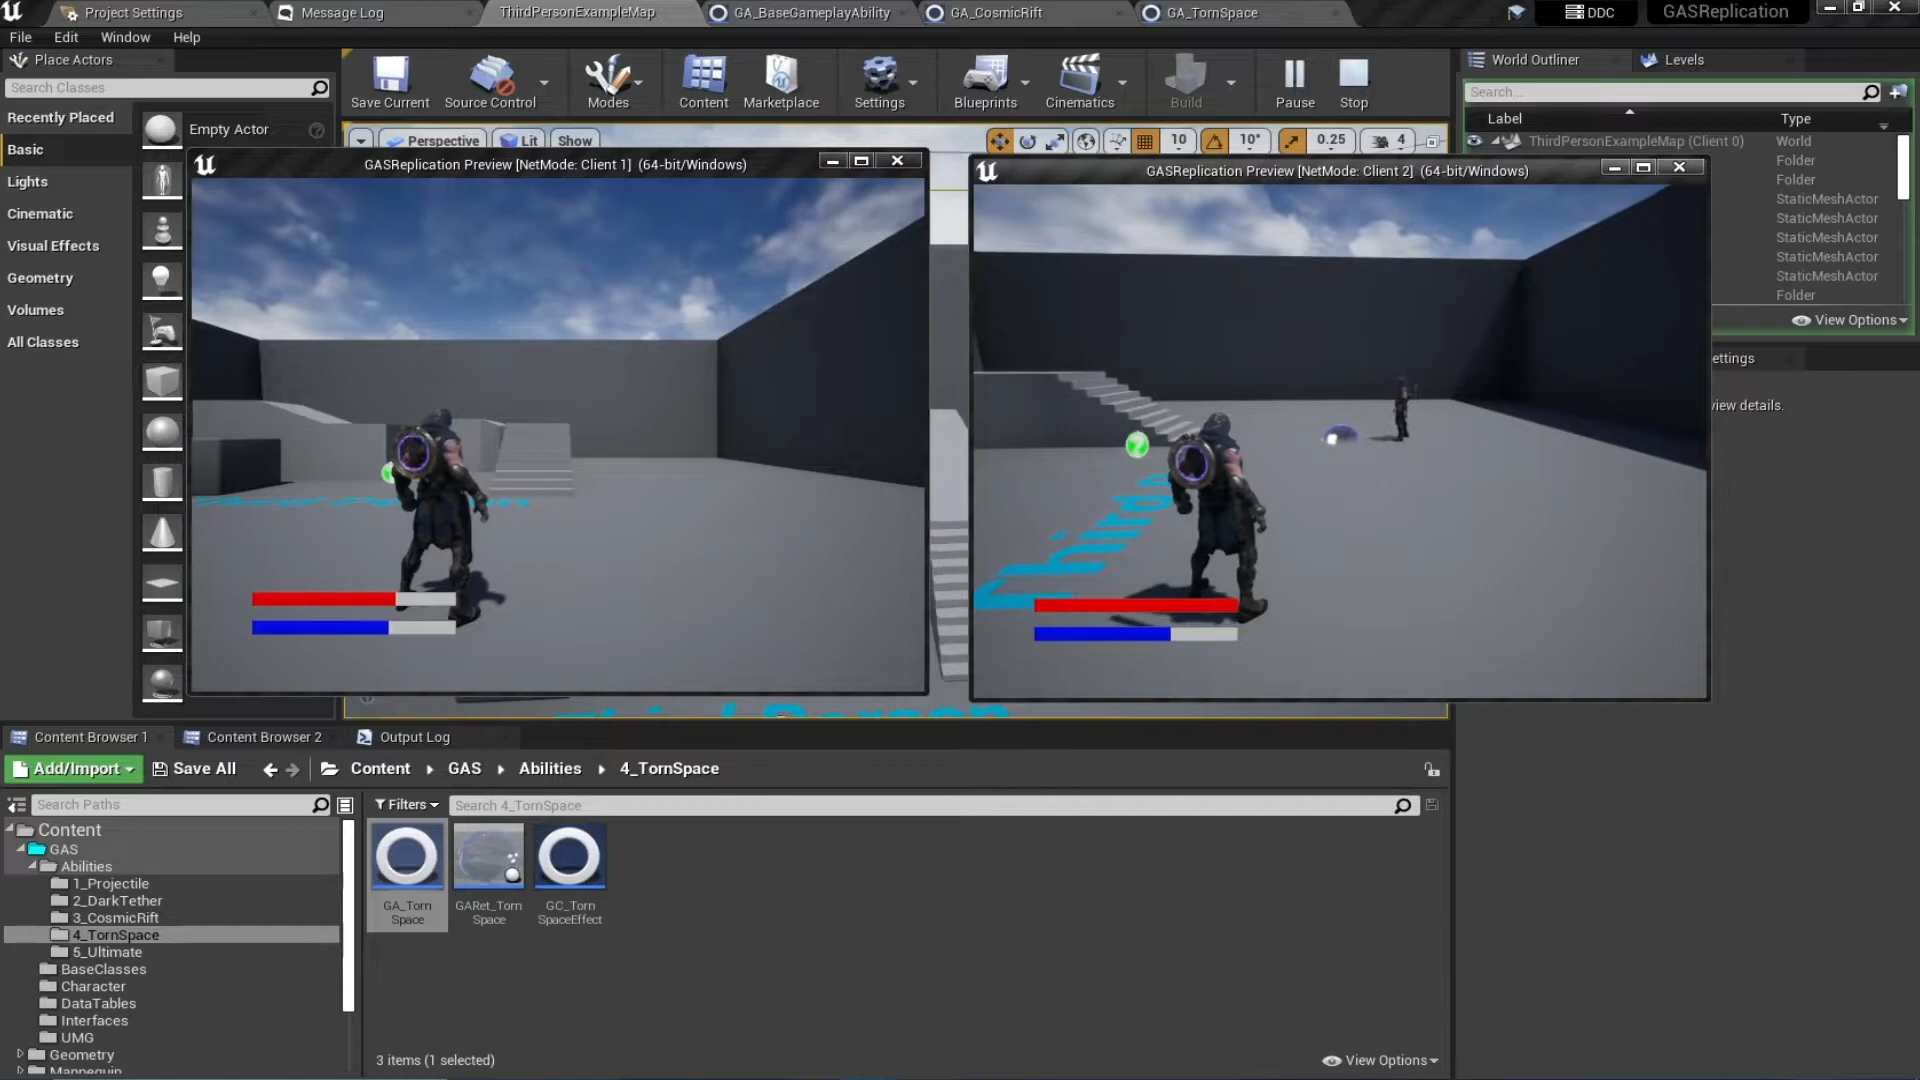 Project Settings
Message Log
ThirdPersonExampleMap
GA_BaseGameplayAbility
GA_CosmicRift
GA_TornSpace
DDC
GASReplication
File
Edit
Window
Help
Place Actors
World Outliner
Levels
Search Classes
Save Current
Source Control
Modes
Content
Marketplace
Settings
Blueprints
Cinematics
Build
Pause
Stop
Search...
Recently Placed
Empty Actor
Label
Type
Perspective
Lit
Show
10
10°
0.25
4
ThirdPersonExampleMap (Client 0)
World
Basic
GASReplication Preview [NetMode: Client 1] (64-bit/Windows)
GASReplication Preview [NetMode: Client 2] (64-bit/Windows)
Folder
Folder
StaticMeshActor
StaticMeshActor
StaticMeshActor
StaticMeshActor
StaticMeshActor
Folder
Lights
Cinematic
Visual Effects
Geometry
Volumes
All Classes
View Options
ettings
view details.
Content Browser 1
Content Browser 2
Output Log
Add/Import
Save All
Content
GAS
Abilities
4_TornSpace
Search Paths
Filters
Search 4_TornSpace
Content
GAS
Abilities
1_Projectile
2_DarkTether
3_CosmicRift
4_TornSpace
5_Ultimate
BaseClasses
Character
DataTables
Interfaces
UMG
Geometry
Mannequin
GA_Torn
Space
GARet_Torn
Space
GC_Torn
SpaceEffect
3 items (1 selected)
View Options